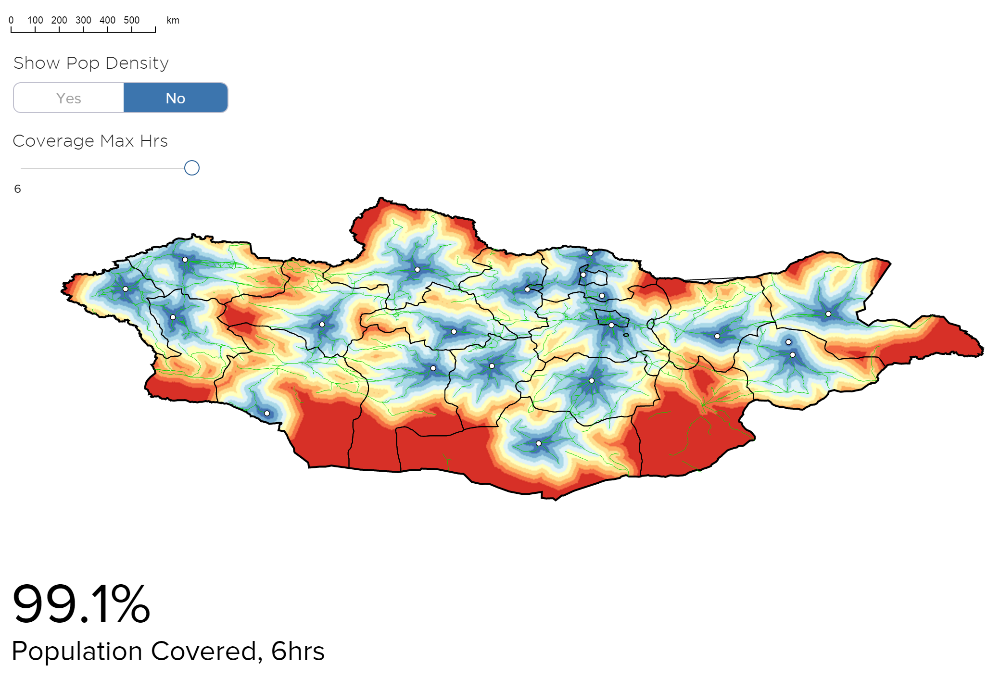 0 100 200 300 400 500 km
Show Pop Density
Yes No
Coverage Max Hrs
6
99.1%
Population Covered, 6hrs